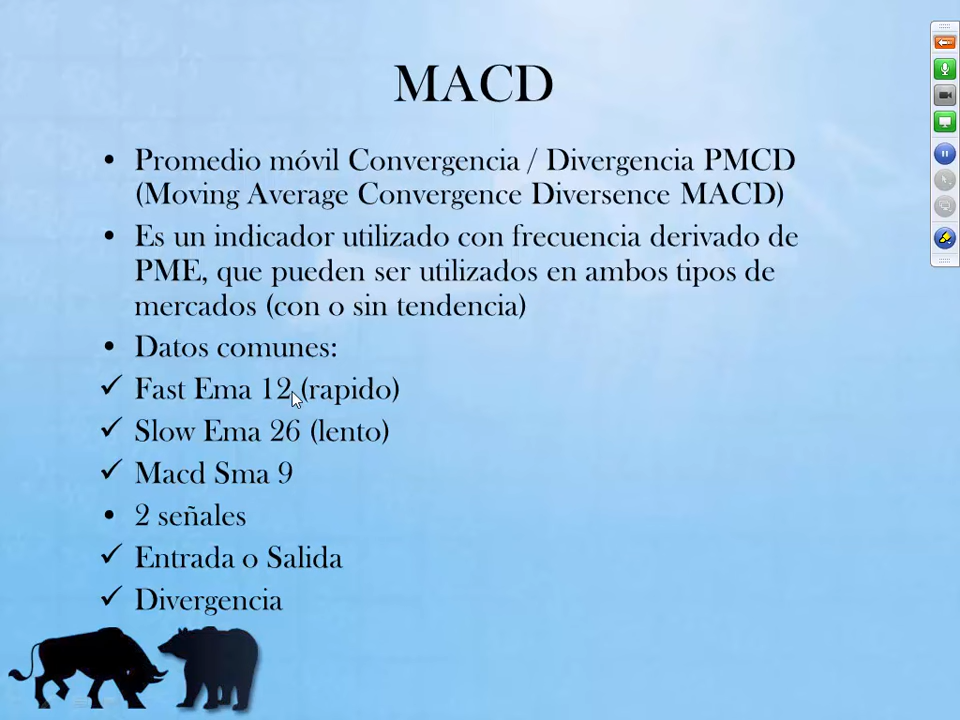 MACD
• Promedio móvil Convergencia / Divergencia PMCD
(Moving Average Convergence Diversence MACD)
• Es un indicador utilizado con frecuencia derivado de
PME, que pueden ser utilizados en ambos tipos de
mercados (con o sin tendencia)
• Datos comunes:
✓ Fast Ema 12 (rapido)
✓ Slow Ema 26 (lento)
✓ Macd Sma 9
• 2 señales
✓ Entrada o Salida
✓ Divergencia